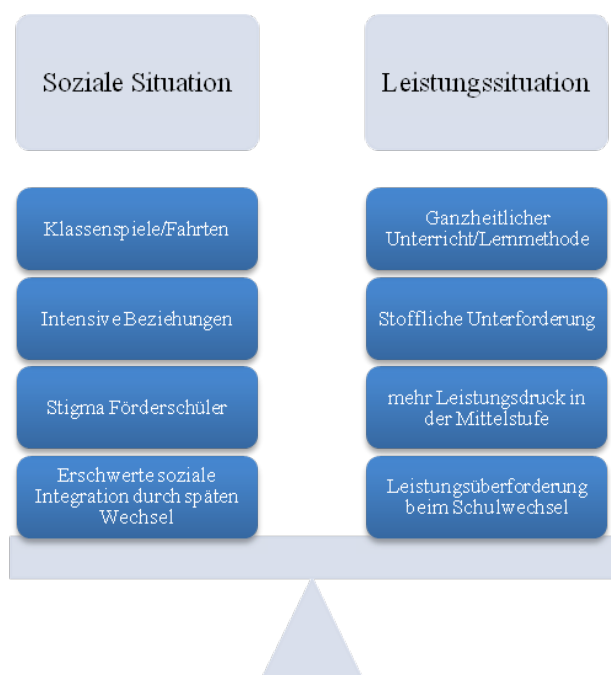 Soziale Situation
Leistungssituation
Klassenspiele/Fahrten
Intensive Beziehungen
Stigma Förderschüler
Erschwerte soziale
Integration durch späten
Wechsel
Ganzheitlicher
Unterricht/Lernmethode
Stoffliche Unterforderung
mehr Leistungsdruck in
der Mittelstufe
Leistungsüberforderung
beim Schulwechsel